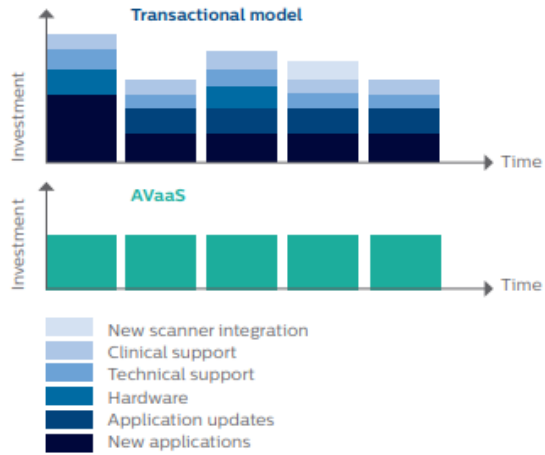 Transactional model
Investment
Time
AVaaS
Investment
Time
New scanner integration
Clinical support
Technical support
Hardware
Application updates
New applications